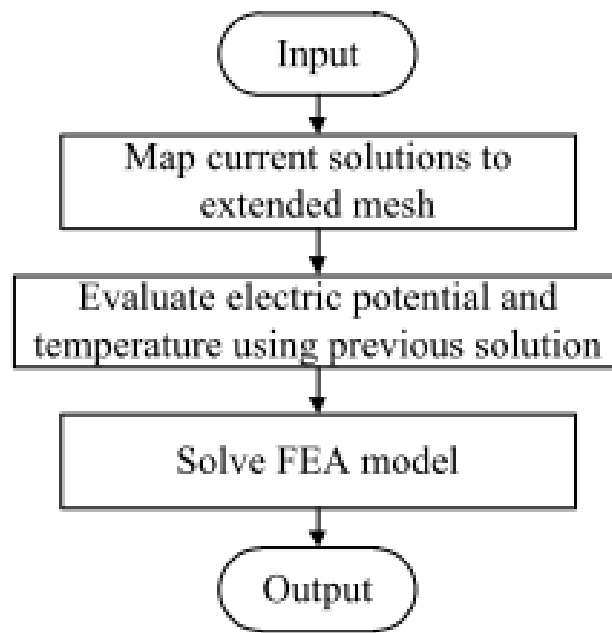 Input
Map current solutions to
extended mesh
Evaluate electric potential and
temperature using previous solution
Solve FEA model
Output